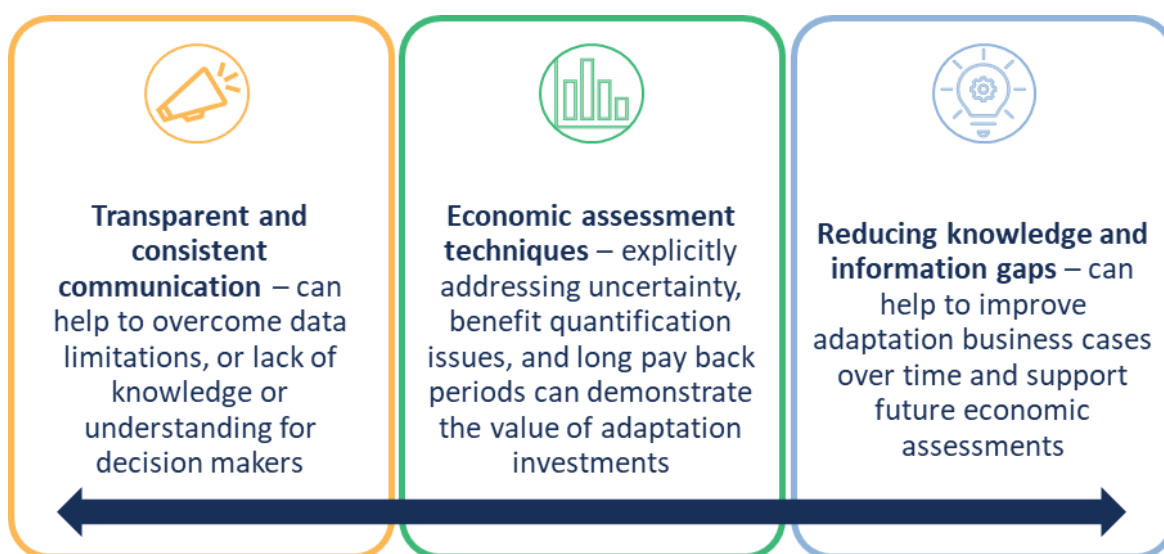 Transparent and
consistent
communication – can
help to overcome data
limitations, or lack of
knowledge or
understanding for
decision makers
Economic assessment
techniques – explicitly
addressing uncertainty,
benefit quantification
issues, and long pay back
periods can demonstrate
the value of adaptation
investments
Reducing knowledge and
information gaps – can
help to improve
adaptation business cases
over time and support
future economic
assessments